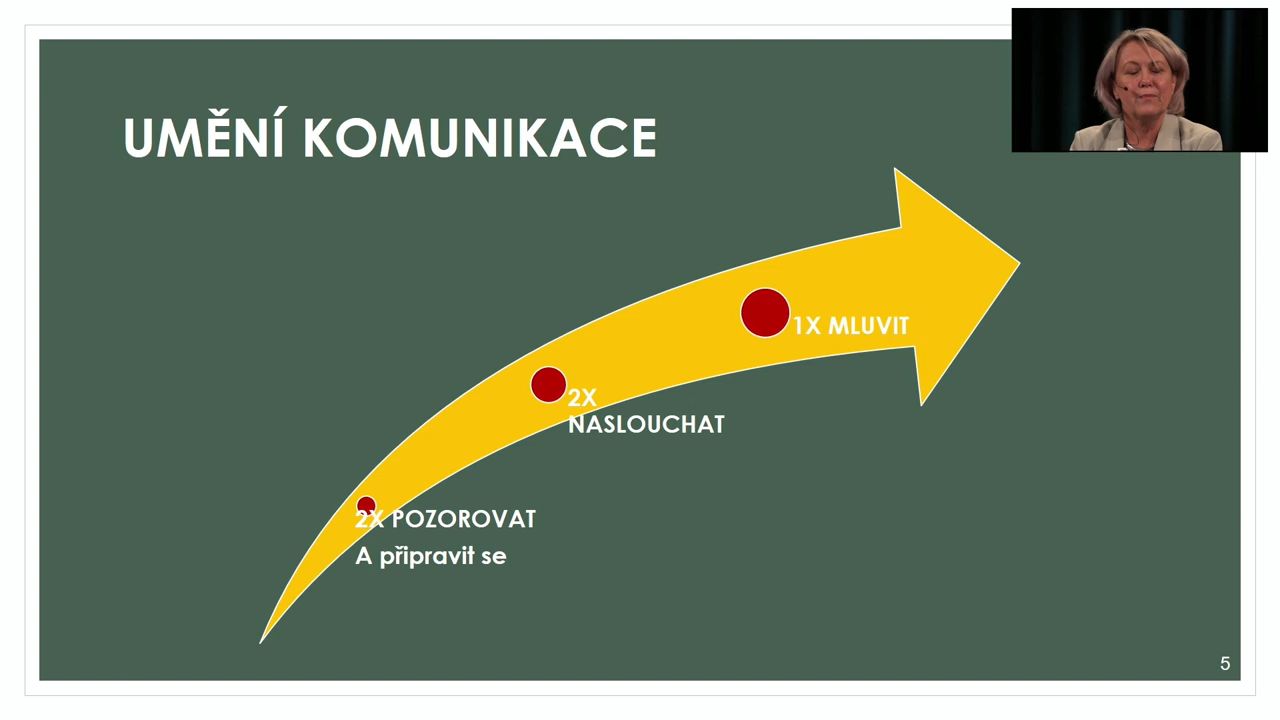 UMĚNÍ KOMUNIKACE
1X MLUVIT
2X
NASLOUCHAT
2X POZOROVAT
A připravit se
5